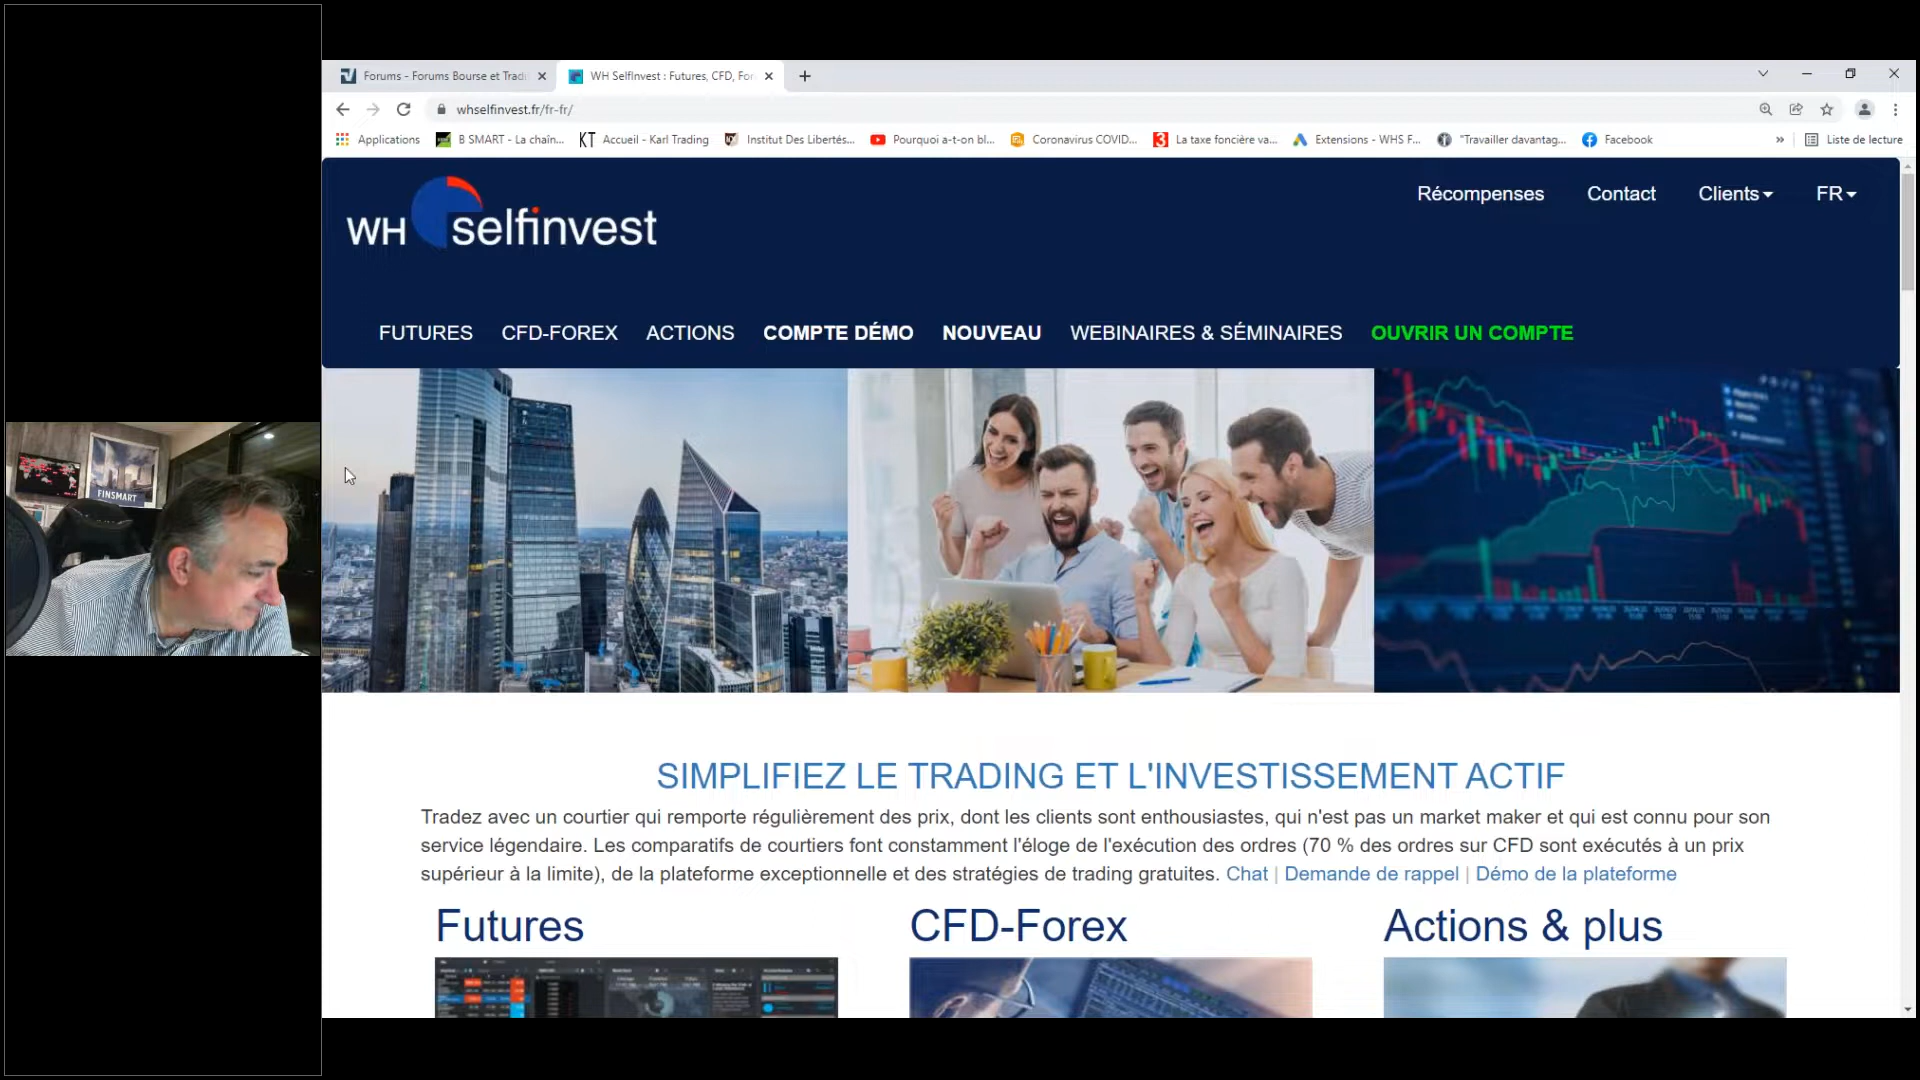 Forums - Forums Bourse et Tradi
WH SelfInvest : Futures, CFD, For
whselfinvest.fr/fr-fr/
Applications
B SMART - La chaîn...
Accueil - Karl Trading
Institut Des Libertés...
Pourquoi a-t-on bl...
Coronavirus COVID...
La taxe foncière va...
Extensions - WHS F...
"Travailler davantag...
Facebook
»
Liste de lecture
WH selfinvest
Récompenses
Contact
Clients
FR
FUTURES
CFD-FOREX
ACTIONS
COMPTE DÉMO
NOUVEAU
WEBINAIRES & SÉMINAIRES
OUVRIR UN COMPTE
FINSMART
SIMPLIFIEZ LE TRADING ET L'INVESTISSEMENT ACTIF
Tradez avec un courtier qui remporte régulièrement des prix, dont les clients sont enthousiastes, qui n'est pas un market maker et qui est connu pour son
service légendaire. Les comparatifs de courtiers font constamment l'éloge de l'exécution des ordres (70 % des ordres sur CFD sont exécutés à un prix
supérieur à la limite), de la plateforme exceptionnelle et des stratégies de trading gratuites. Chat | Demande de rappel | Démo de la plateforme
Futures
CFD-Forex
Actions & plus